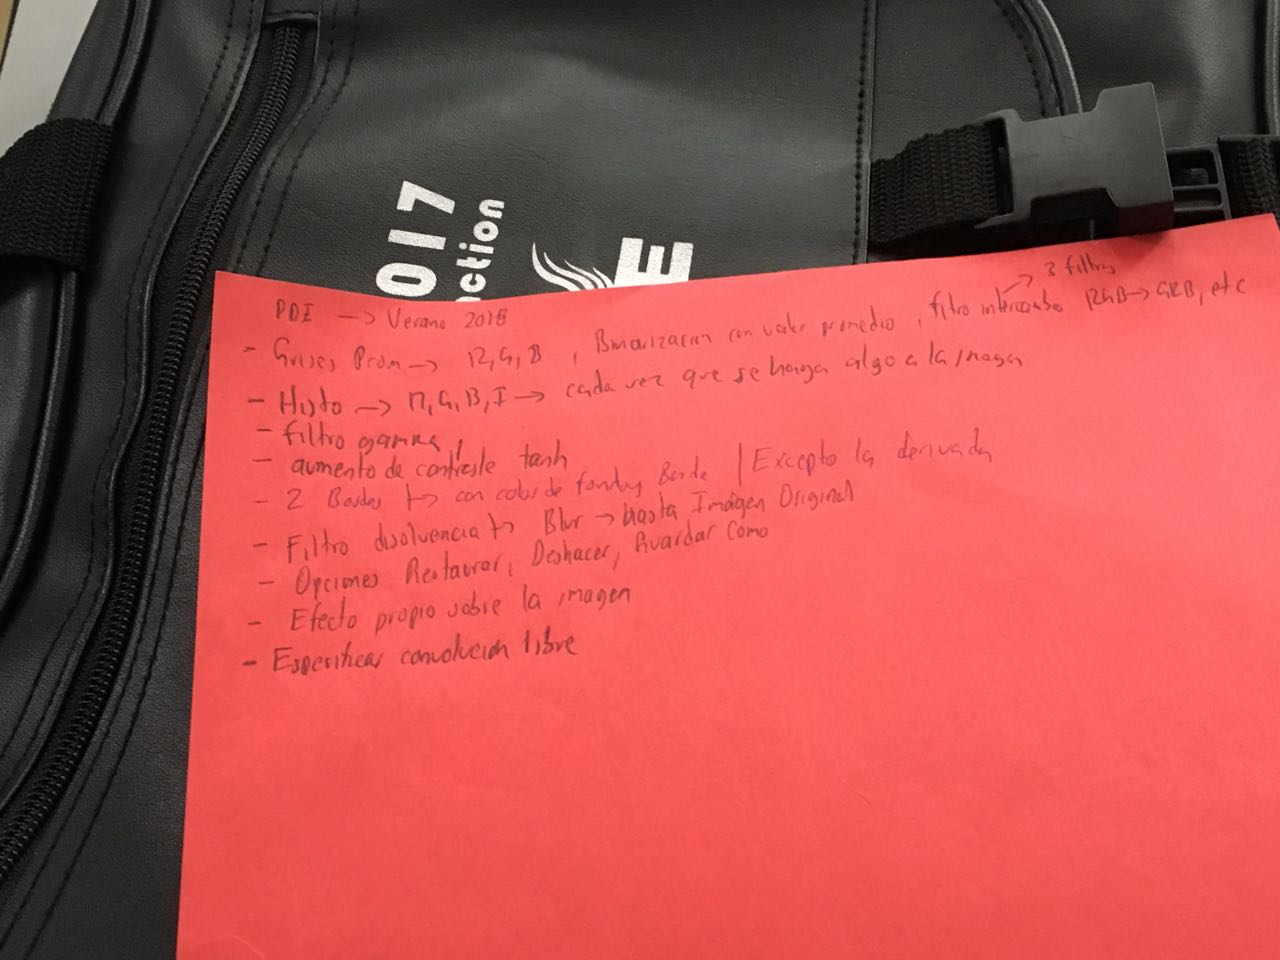 017
nction
E
PDI → Verano 2018
- Grises Prom → R, G, B , Binarizacion con valor promedio , filtro intercambio RGB → GRB, etc
→ 3 filtros
- Histo → R, G, B, I → cada vez que se haga algo a la imagen
- filtro gamma
- aumento de contraste tanh
- 2 Bordes → con color de fondo y Borde | Excepto la derivada
- Filtro disolvencia → Blur → hasta Imágen Original
- Opciones Restaurar, Deshacer, Guardar Como
- Efecto propio sobre la imagen
- Especificar convolución libre